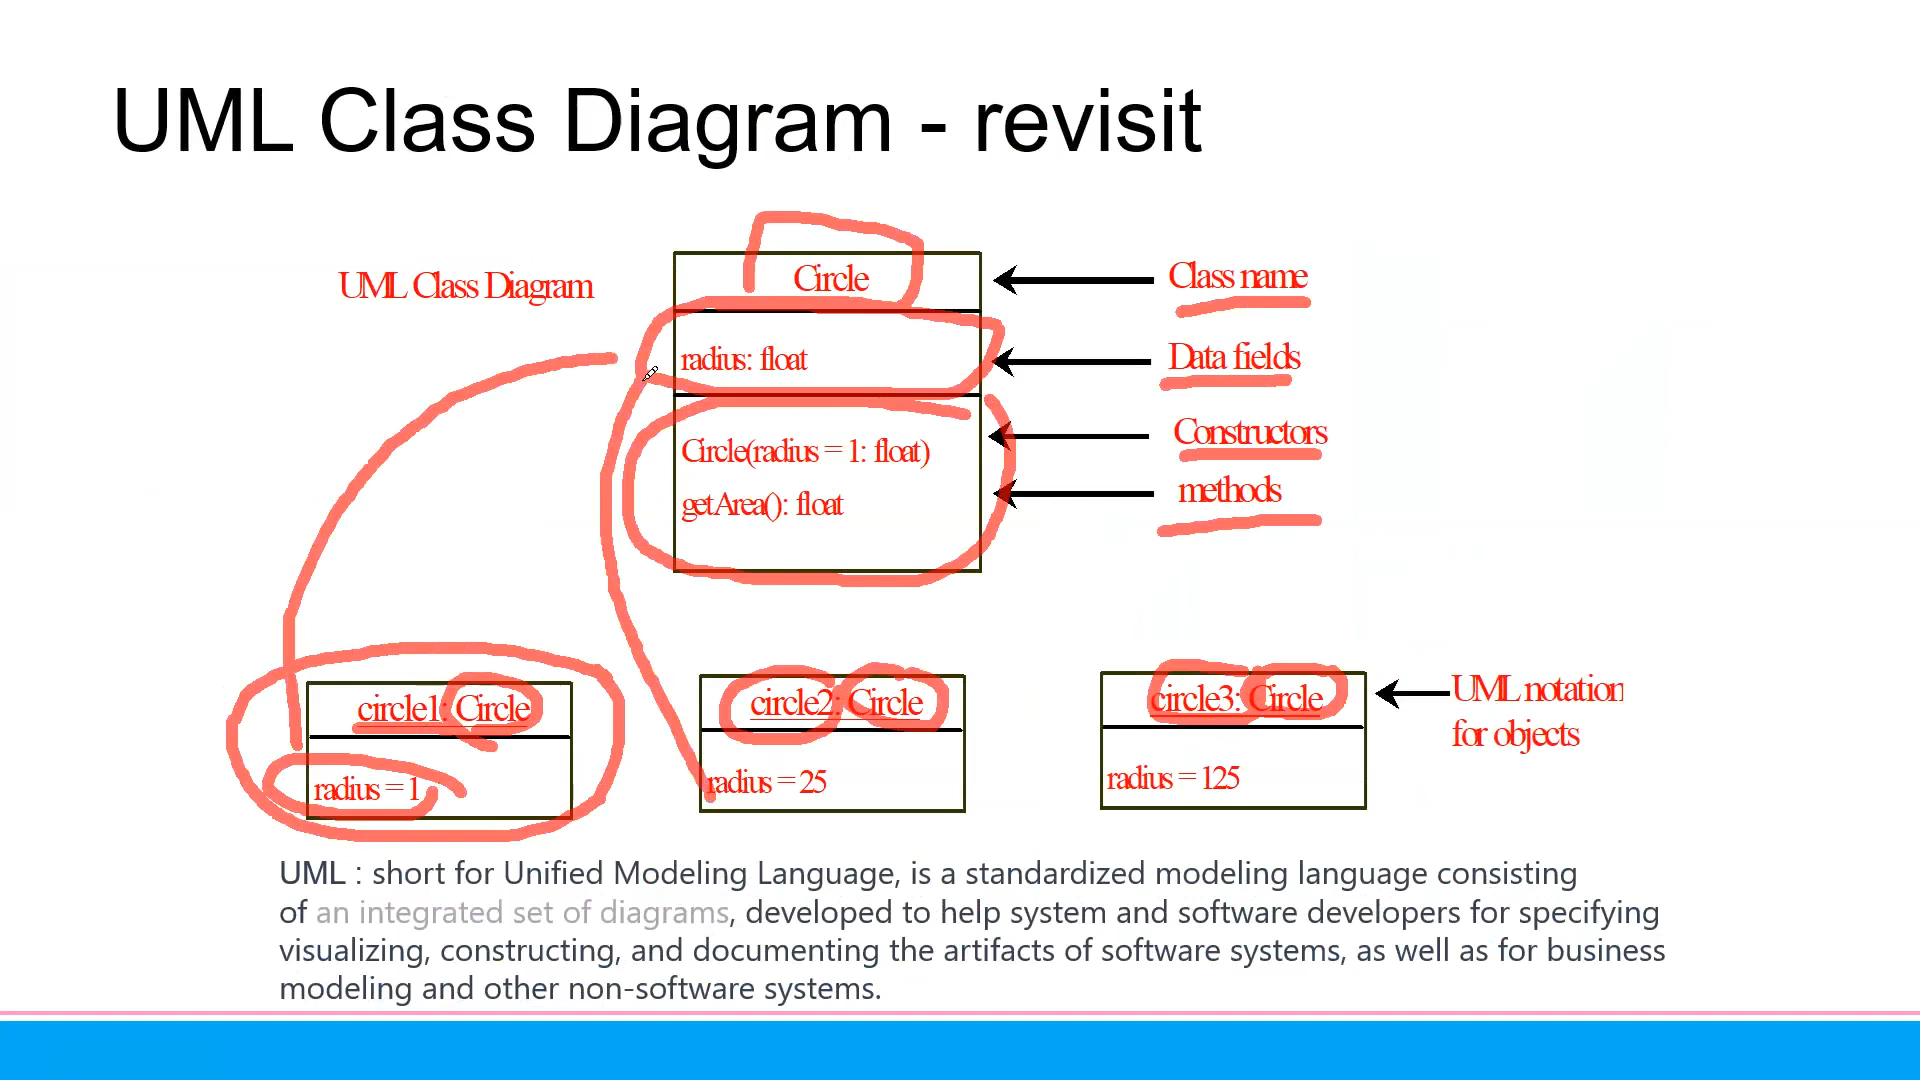 UML Class Diagram - revisit
UML Class Diagram
Circle
Class name
radius: float
Data fields
Circle(radius = 1: float)
Constructors
getArea(): float
methods
circle1: Circle
radius = 1
circle2: Circle
radius = 25
circle3: Circle
radius = 125
UML notation
for objects
UML : short for Unified Modeling Language, is a standardized modeling language consisting
of an integrated set of diagrams, developed to help system and software developers for specifying
visualizing, constructing, and documenting the artifacts of software systems, as well as for business
modeling and other non-software systems.